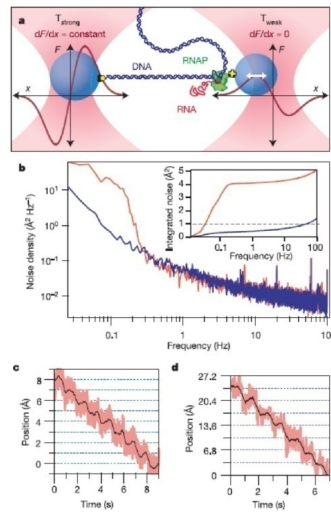 a
T_strong
dF/dx = constant
T_weak
dF/dx = 0
F
F
DNA
RNAP
RNA
x
x
b
Noise density (Å² Hz⁻¹)
10¹
10⁰
10⁻¹
10⁻²
0.1
1
10
100
Frequency (Hz)
Integrated noise (Å²)
5
4
3
2
1
0
0.1
1
10
100
Frequency (Hz)
c
Position (Å)
8
6
4
2
0
0
2
4
6
8
Time (s)
d
Position (Å)
27.2
20.4
13.6
6.8
0
0
2
4
6
Time (s)